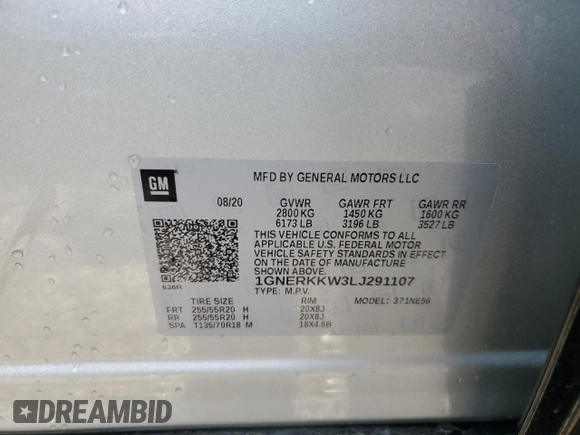 GM
MFD BY GENERAL MOTORS LLC
08/20 GVWR GAWR FRT GAWR RR
2800 KG 1450 KG 1600 KG
6173 LB 3196 LB 3527 LB
THIS VEHICLE CONFORMS TO ALL
APPLICABLE U.S. FEDERAL MOTOR
VEHICLE SAFETY STANDARDS IN EFFECT
ON THE DATE OF MANUFACTURE
SHOWN ABOVE.
1GNERKKW3LJ291107
636R TYPE: M.P.V. MODEL: 371NE56
TIRE SIZE RIM
FRT 255/55R20 H 20X8J
RR 255/55R20 H 20X8J
SPA T135/70R18 M 18X4.5B
DREAMBID